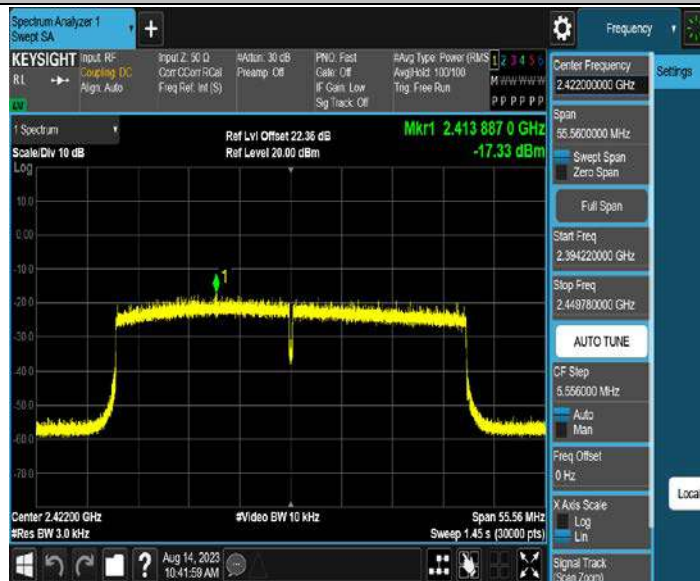 Spectrum Analyzer 1
Swept SA
+
Frequency
KEYSIGHT
RL
Input: RF
Coupling: DC
Align: Auto
Input Z: 50 Ω
Corr CCorr RCal
Freq Ref: Int (S)
#Atten: 30 dB
Preamp: Off
PNO: Fast
Gate: Off
IF Gain: Low
Sig Track: Off
#Avg Type: Power (RMS
Avg|Hold: 100/100
Trig: Free Run
1 2 3 4 5 6
M W W W W W
P P P P P P
1 Spectrum
Scale/Div 10 dB
Log
Ref Lvl Offset 22.36 dB
Ref Level 20.00 dBm
Mkr1 2.413 887 0 GHz
-17.33 dBm
10.0
0.00
-10.0
-20.0
-30.0
-40.0
-50.0
-60.0
-70.0
1
Center 2.42200 GHz
#Res BW 3.0 kHz
#Video BW 10 kHz
Span 55.56 MHz
Sweep 1.45 s (30000 pts)
Aug 14, 2023
10:41:59 AM
?
Center Frequency
2.422000000 GHz
Settings
Span
55.5600000 MHz
Swept Span
Zero Span
Full Span
Start Freq
2.394220000 GHz
Stop Freq
2.449780000 GHz
AUTO TUNE
CF Step
5.556000 MHz
Auto
Man
Freq Offset
0 Hz
X Axis Scale
Log
Lin
Local
Signal Track
(Span Zoom)